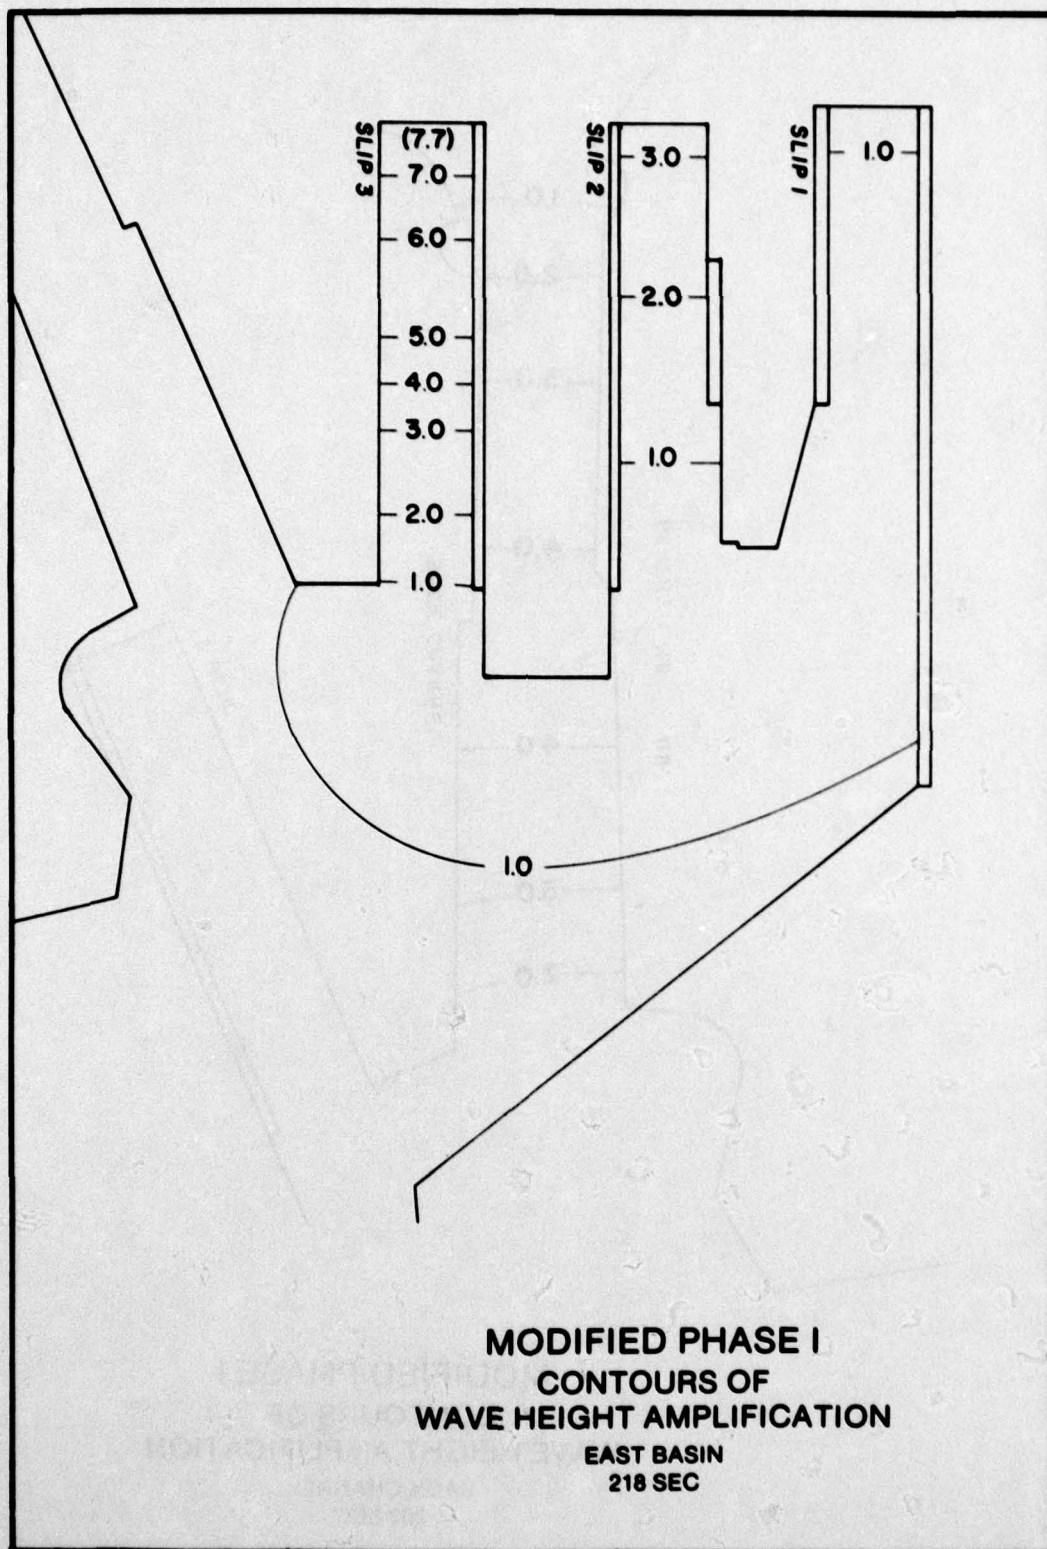 SLIP 3
(7.7)
7.0
6.0
5.0
4.0
3.0
2.0
1.0
SLIP 2
3.0
2.0
1.0
SLIP 1
1.0
1.0
MODIFIED PHASE I
CONTOURS OF
WAVE HEIGHT AMPLIFICATION
EAST BASIN
218 SEC